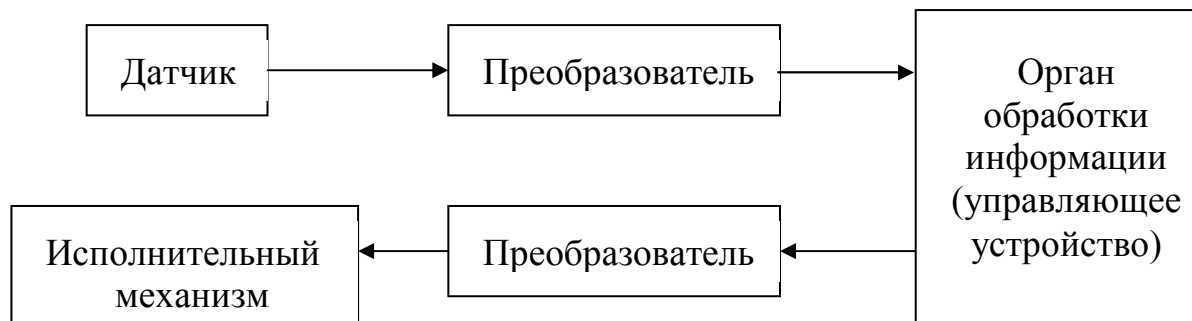 Датчик
Преобразователь
Орган
обработки
информации
(управляющее
устройство)
Преобразователь
Исполнительный
механизм